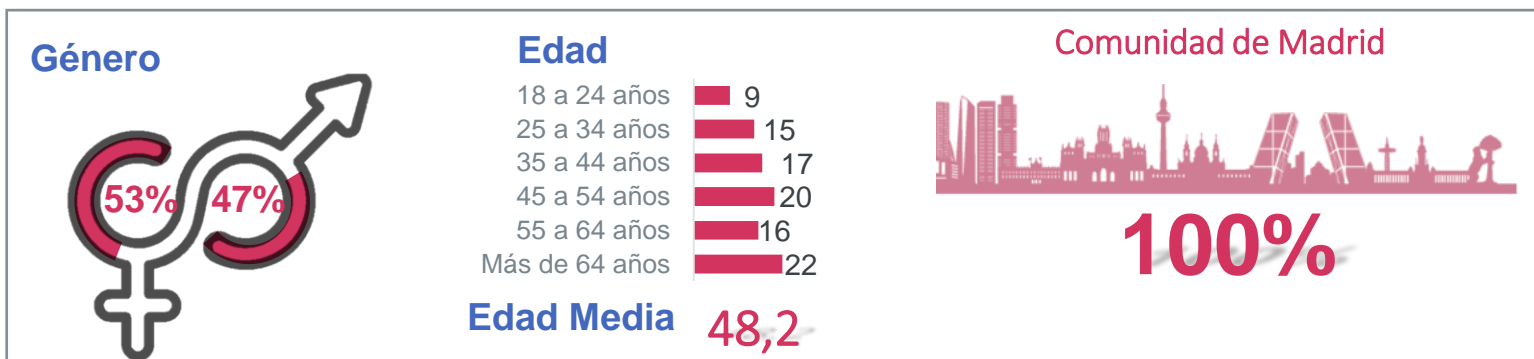 Género
53% 47%
Edad
18 a 24 años 9
25 a 34 años 15
35 a 44 años 17
45 a 54 años 20
55 a 64 años 16
Más de 64 años 22
Edad Media 48,2
Comunidad de Madrid
100%